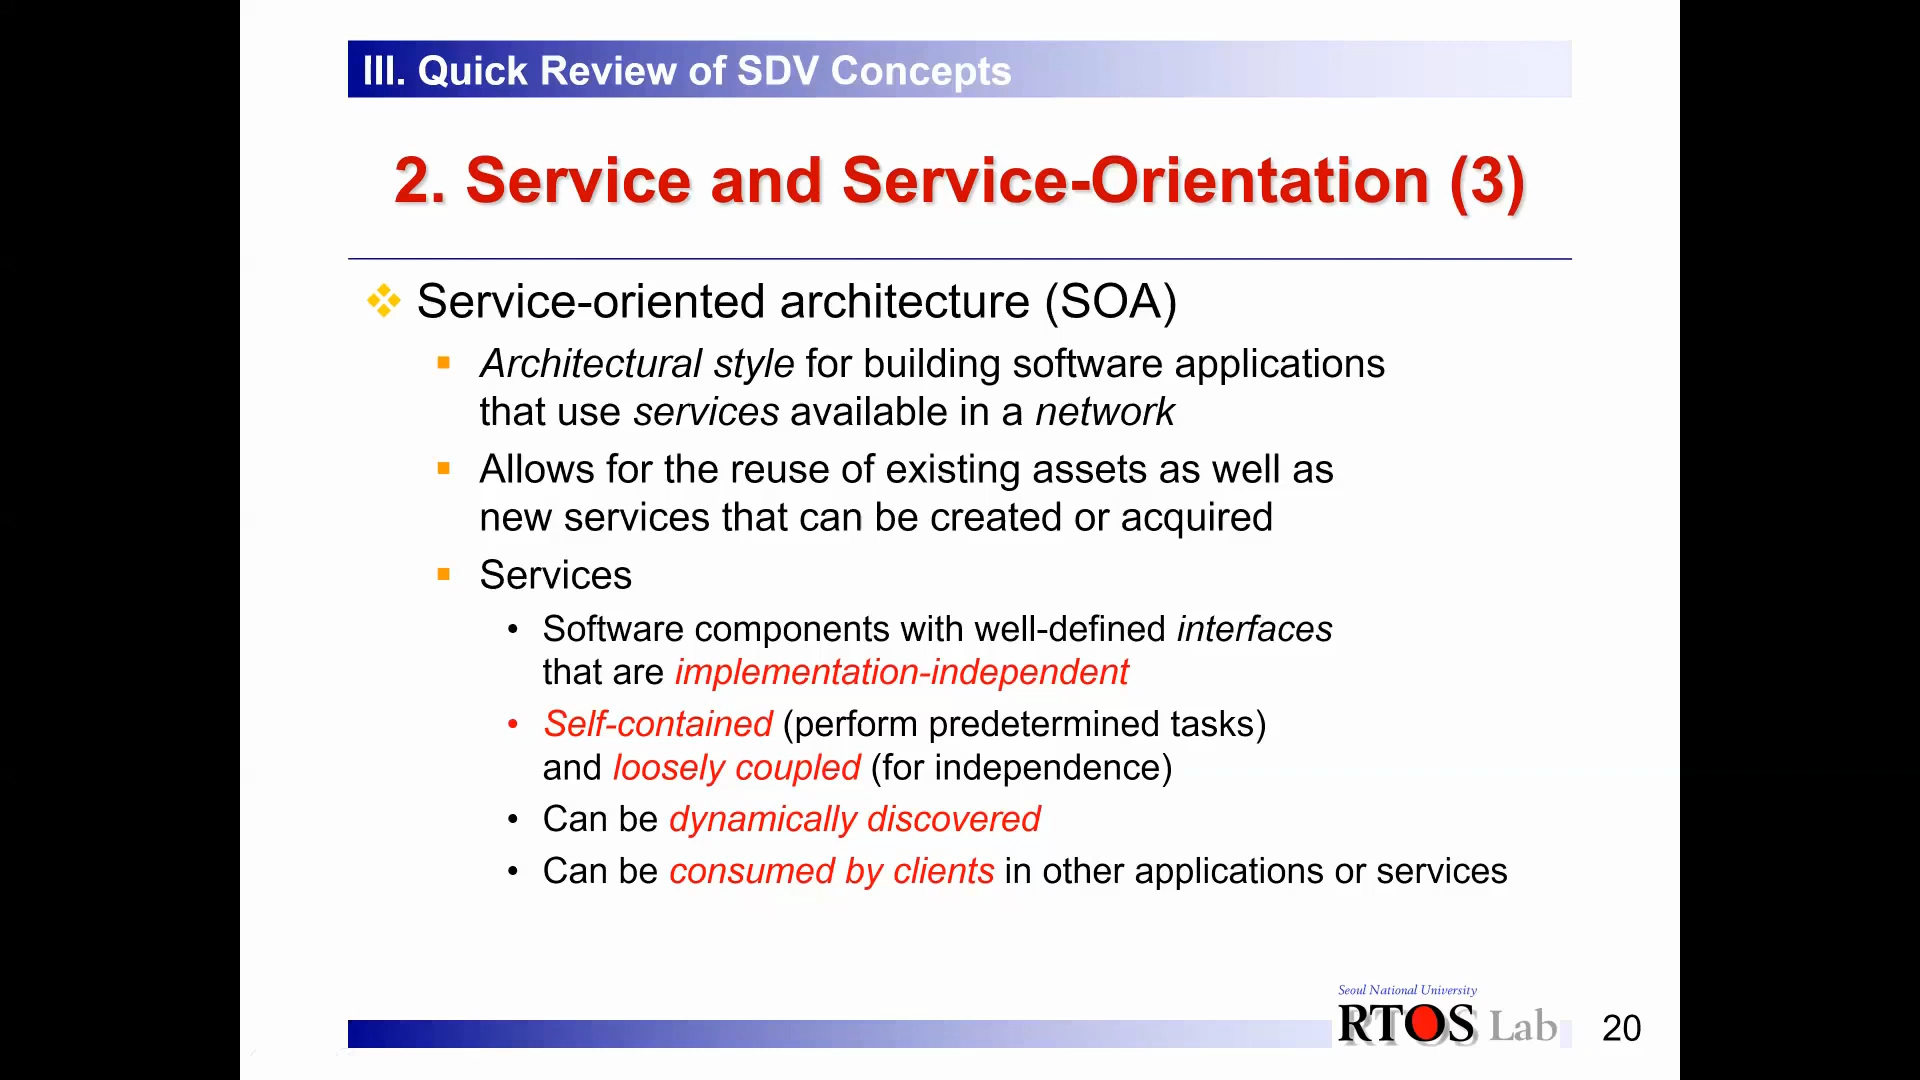 III. Quick Review of SDV Concepts
2. Service and Service-Orientation (3)
❖ Service-oriented architecture (SOA)
▪ Architectural style for building software applications
that use services available in a network
▪ Allows for the reuse of existing assets as well as
new services that can be created or acquired
▪ Services
• Software components with well-defined interfaces
that are implementation-independent
• Self-contained (perform predetermined tasks)
and loosely coupled (for independence)
• Can be dynamically discovered
• Can be consumed by clients in other applications or services
Seoul National University
RTOS Lab
20